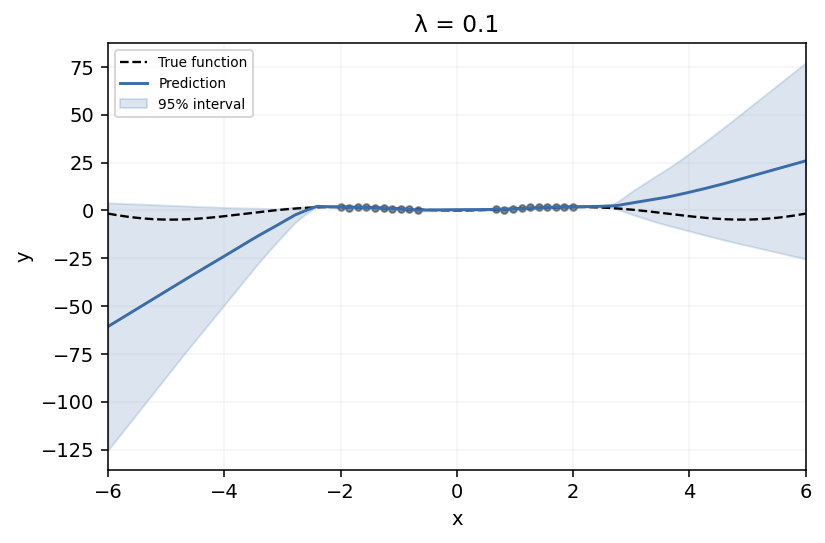 λ = 0.1
True function
Prediction
95% interval
75
50
25
0
−25
−50
−75
−100
−125
y
−6 −4 −2 0 2 4 6
x